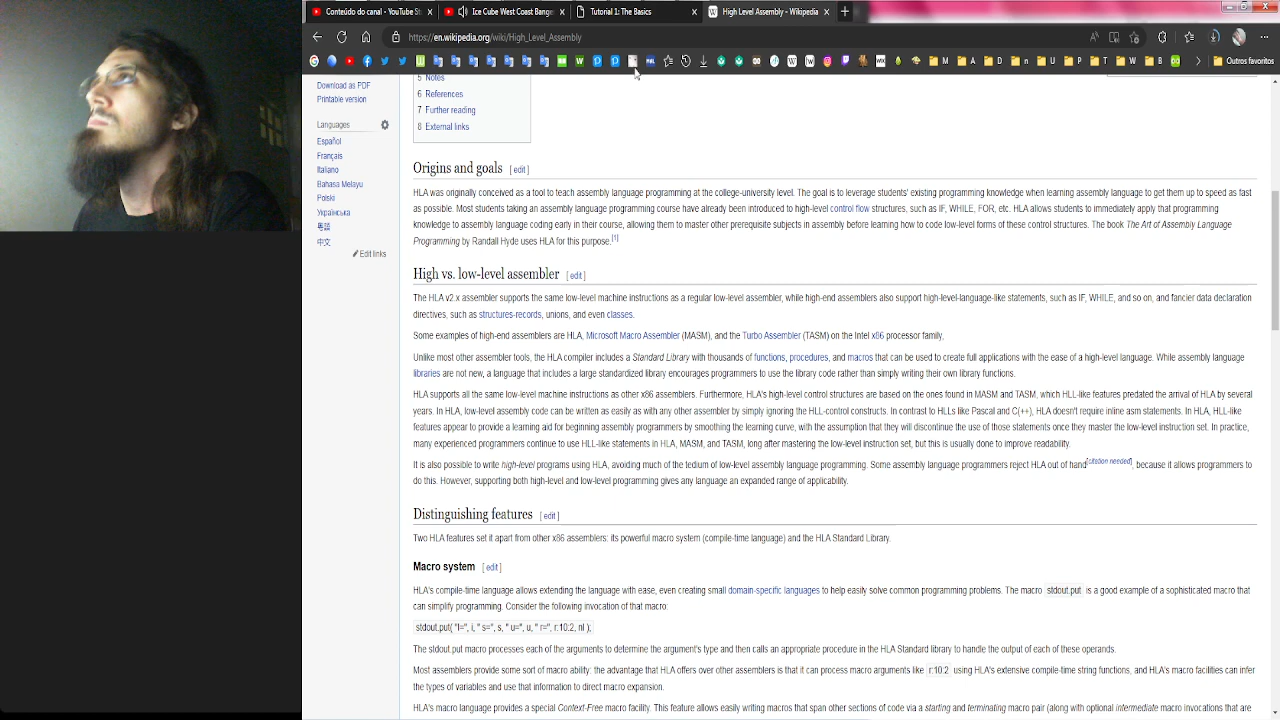 Conteúdo do canal - YouTube St
Ice Cube West Coast Bang
Tutorial 1: The Basics
High Level Assembly - Wikipedia
https://en.wikipedia.org/wiki/High_Level_Assembly
M D n U P T W B Outros favoritos
Download as PDF
Printable version
Languages
Español
Français
Italiano
Bahasa Melayu
Polski
Українська
粵語
中文
Edit links
5 Notes
6 References
7 Further reading
8 External links
Origins and goals [edit]
HLA was originally conceived as a tool to teach assembly language programming at the college-university level. The goal is to leverage students' existing programming knowledge when learning assembly language to get them up to speed as fast
as possible. Most students taking an assembly language programming course have already been introduced to high-level control flow structures, such as IF, WHILE, FOR, etc. HLA allows students to immediately apply that programming
knowledge to assembly language coding early in their course, allowing them to master other prerequisite subjects in assembly before learning how to code low-level forms of these control structures. The book The Art of Assembly Language
Programming by Randall Hyde uses HLA for this purpose.[1]
High vs. low-level assembler [edit]
The HLA v2.x assembler supports the same low-level machine instructions as a regular low-level assembler, while high-end assemblers also support high-level-language-like statements, such as IF, WHILE, and so on, and fancier data declaration
directives, such as structures-records, unions, and even classes.
Some examples of high-end assemblers are HLA, Microsoft Macro Assembler (MASM), and the Turbo Assembler (TASM) on the Intel x86 processor family,
Unlike most other assembler tools, the HLA compiler includes a Standard Library with thousands of functions, procedures, and macros that can be used to create full applications with the ease of a high-level language. While assembly language
libraries are not new, a language that includes a large standardized library encourages programmers to use the library code rather than simply writing their own library functions.
HLA supports all the same low-level machine instructions as other x86 assemblers. Furthermore, HLA's high-level control structures are based on the ones found in MASM and TASM, which HLL-like features predated the arrival of HLA by several
years. In HLA, low-level assembly code can be written as easily as with any other assembler by simply ignoring the HLL-control constructs. In contrast to HLLs like Pascal and C(++), HLA doesn't require inline asm statements. In HLA, HLL-like
features appear to provide a learning aid for beginning assembly programmers by smoothing the learning curve, with the assumption that they will discontinue the use of those statements once they master the low-level instruction set. In practice,
many experienced programmers continue to use HLL-like statements in HLA, MASM, and TASM, long after mastering the low-level instruction set, but this is usually done to improve readability.
It is also possible to write high-level programs using HLA, avoiding much of the tedium of low-level assembly language programming. Some assembly language programmers reject HLA out of hand[citation needed], because it allows programmers to
do this. However, supporting both high-level and low-level programming gives any language an expanded range of applicability.
Distinguishing features [edit]
Two HLA features set it apart from other x86 assemblers: its powerful macro system (compile-time language) and the HLA Standard Library.
Macro system [edit]
HLA's compile-time language allows extending the language with ease, even creating small domain-specific languages to help easily solve common programming problems. The macro stdout.put is a good example of a sophisticated macro that
can simplify programming. Consider the following invocation of that macro:
stdout.put( "I=", i, " s=", s, " u=", u, " r=", r:10:2, nl );
The stdout.put macro processes each of the arguments to determine the argument's type and then calls an appropriate procedure in the HLA Standard library to handle the output of each of these operands.
Most assemblers provide some sort of macro ability: the advantage that HLA offers over other assemblers is that it can process macro arguments like r:10:2 using HLA's extensive compile-time string functions, and HLA's macro facilities can infer
the types of variables and use that information to direct macro expansion.
HLA's macro language provides a special Context-Free macro facility. This feature allows easily writing macros that span other sections of code via a starting and terminating macro pair (along with optional intermediate macro invocations that are